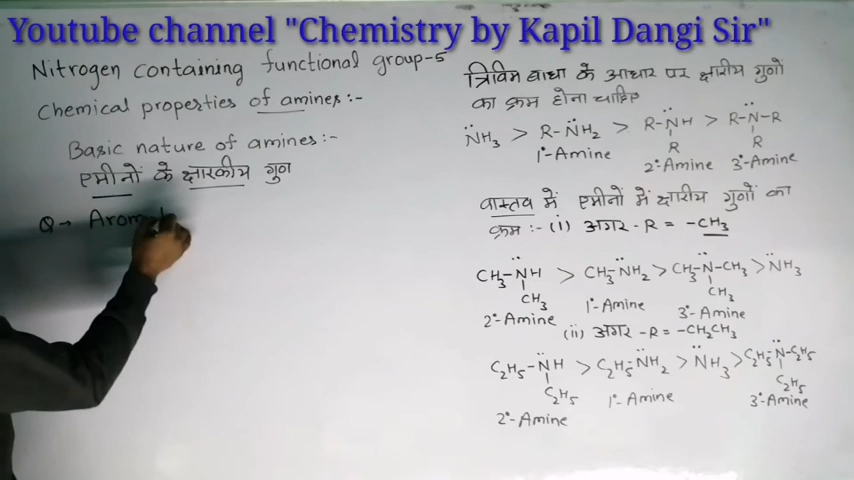 Youtube channel "Chemistry by Kapil Dangi Sir"
Nitrogen containing functional group-5
Chemical properties of amines:-
Basic nature of amines:-
एमीनों के क्षारकीय गुण
Q→ Arom
त्रिविम बाधा के आधार पर क्षारीय गुणों
का क्रम होना चाहिए
N̈H₃ > R-N̈H₂ > R-N̈H > R-N̈-R
R R
1°-Amine 2°-Amine 3°-Amine
वास्तव में एमीनों में क्षारीय गुणों का
क्रम :- (i) अगर -R = -CH₃
CH₃-N̈H > CH₃-N̈H₂ > CH₃-N̈-CH₃ > N̈H₃
CH₃ CH₃
2°-Amine 1°-Amine 3°-Amine
(ii) अगर -R = -CH₂CH₃
C₂H₅-N̈H > C₂H₅N̈H₂ > N̈H₃ > C₂H₅-N̈-C₂H₅
C₂H₅ C₂H₅
2°-Amine 1°-Amine 3°-Amine